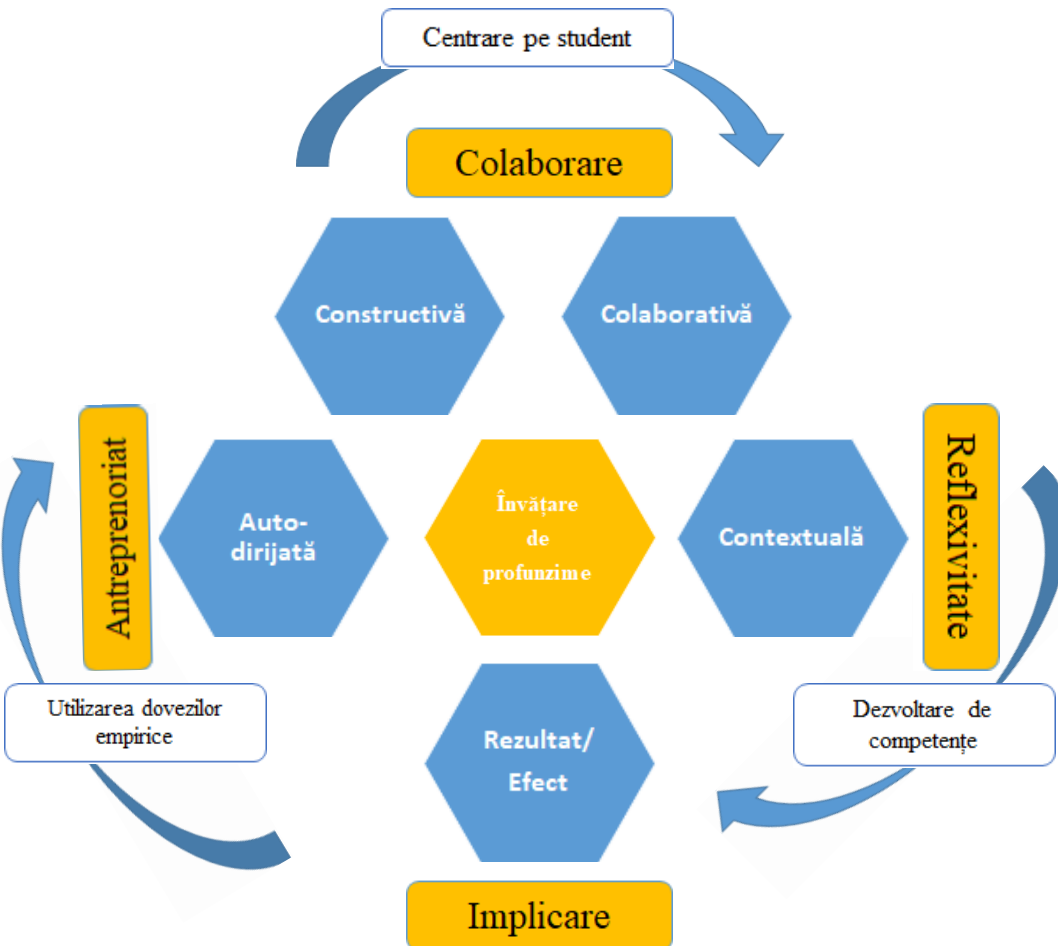 Centrare pe student
Colaborare
Constructivă
Colaborativă
Antreprenoriat
Auto-
dirijată
Învățare
de
profunzime
Contextuală
Reflexivitate
Utilizarea dovezilor
empirice
Rezultat/
Efect
Dezvoltare de
competențe
Implicare